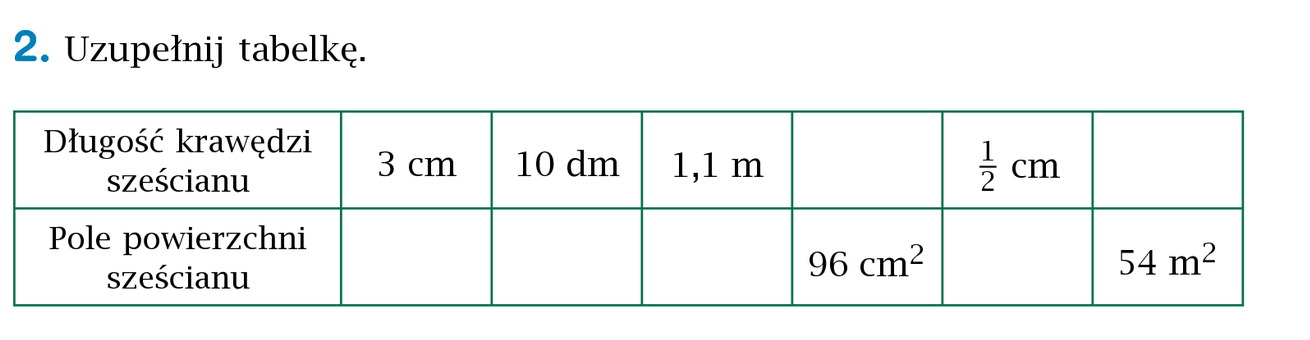 2. Uzupełnij tabelkę.
Długość krawędzi
sześcianu
3 cm
10 dm
1,1 m
1/2 cm
Pole powierzchni
sześcianu
96 cm²
54 m²